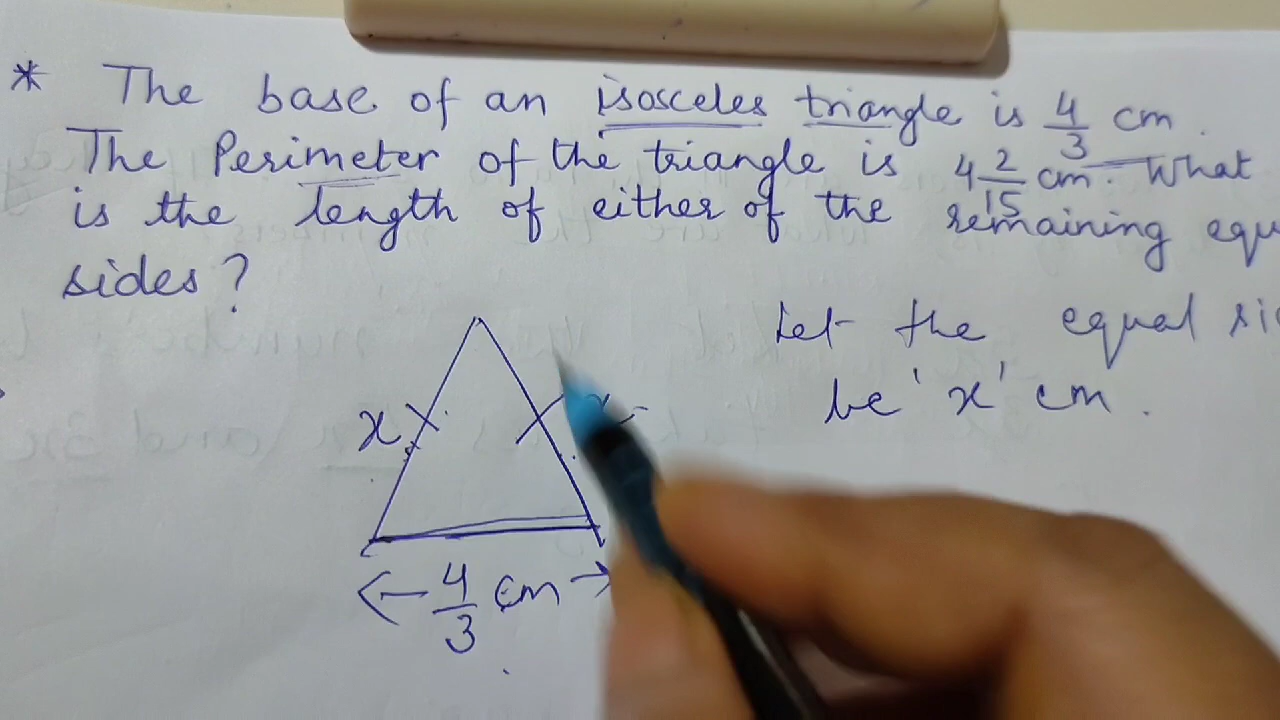 * The base of an isosceles triangle is 4/3 cm.
The Perimeter of the triangle is 4 2/15 cm. What
is the length of either of the remaining equ
sides?
Let the equal si
be 'x' cm.
x x
4/3 cm